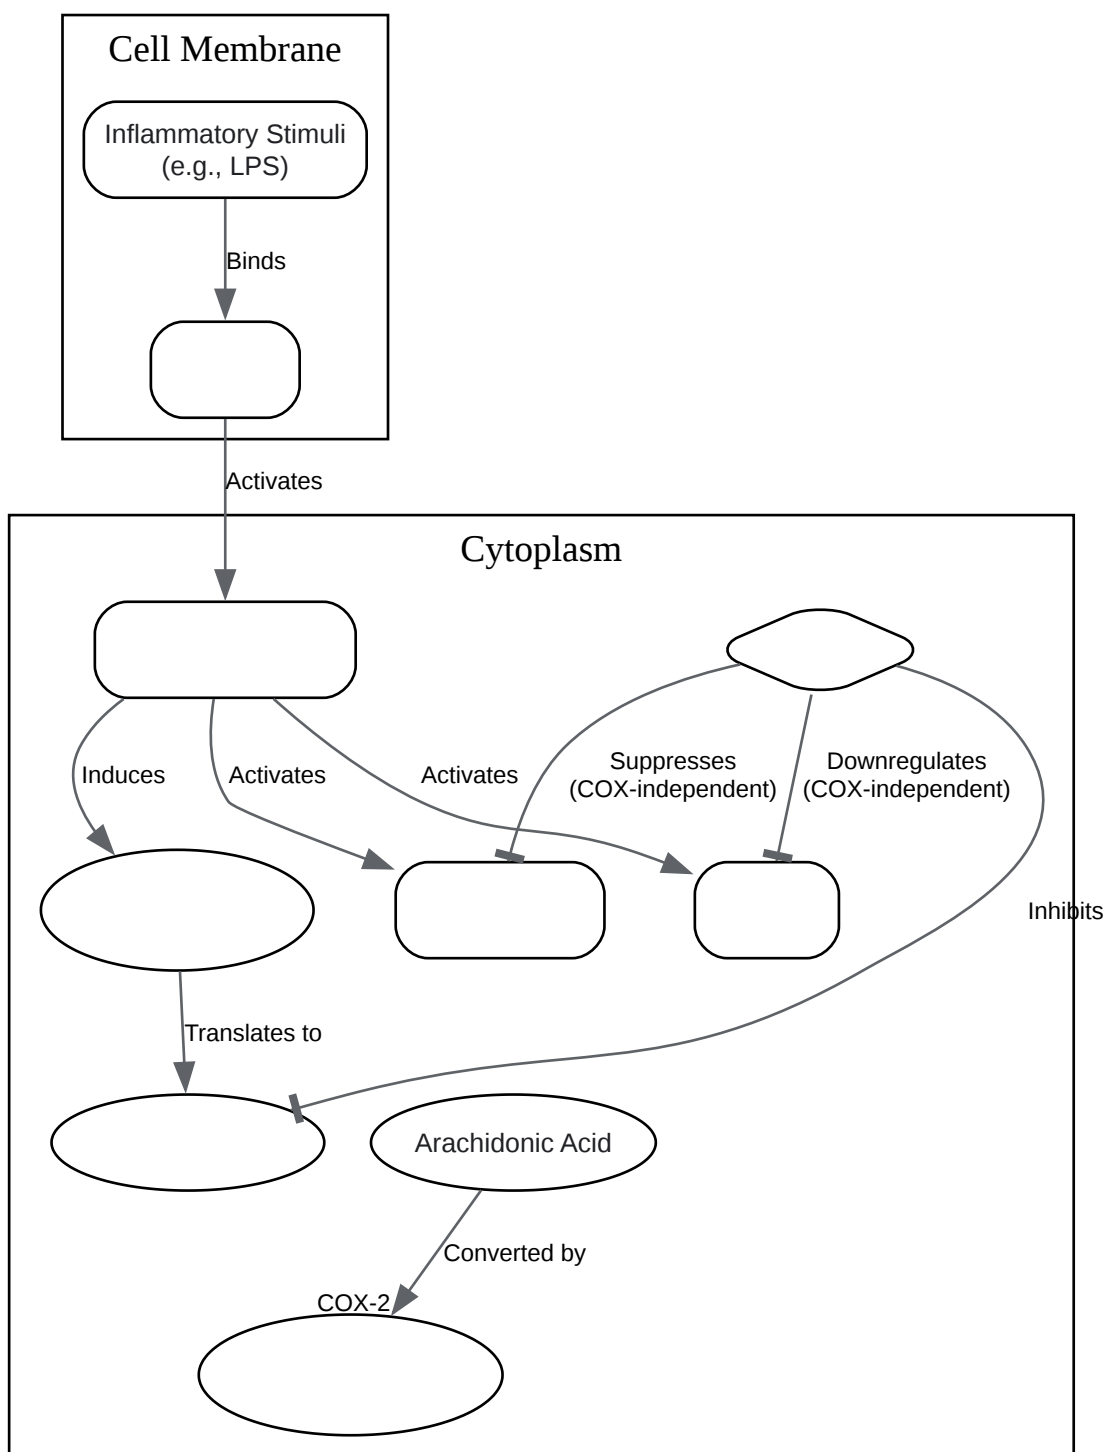 Cell Membrane
Inflammatory Stimuli
(e.g., LPS)
Binds
Activates
Cytoplasm
Induces
Activates
Activates
Suppresses
(COX-independent)
Downregulates
(COX-independent)
Inhibits
Translates to
Arachidonic Acid
Converted by
COX-2